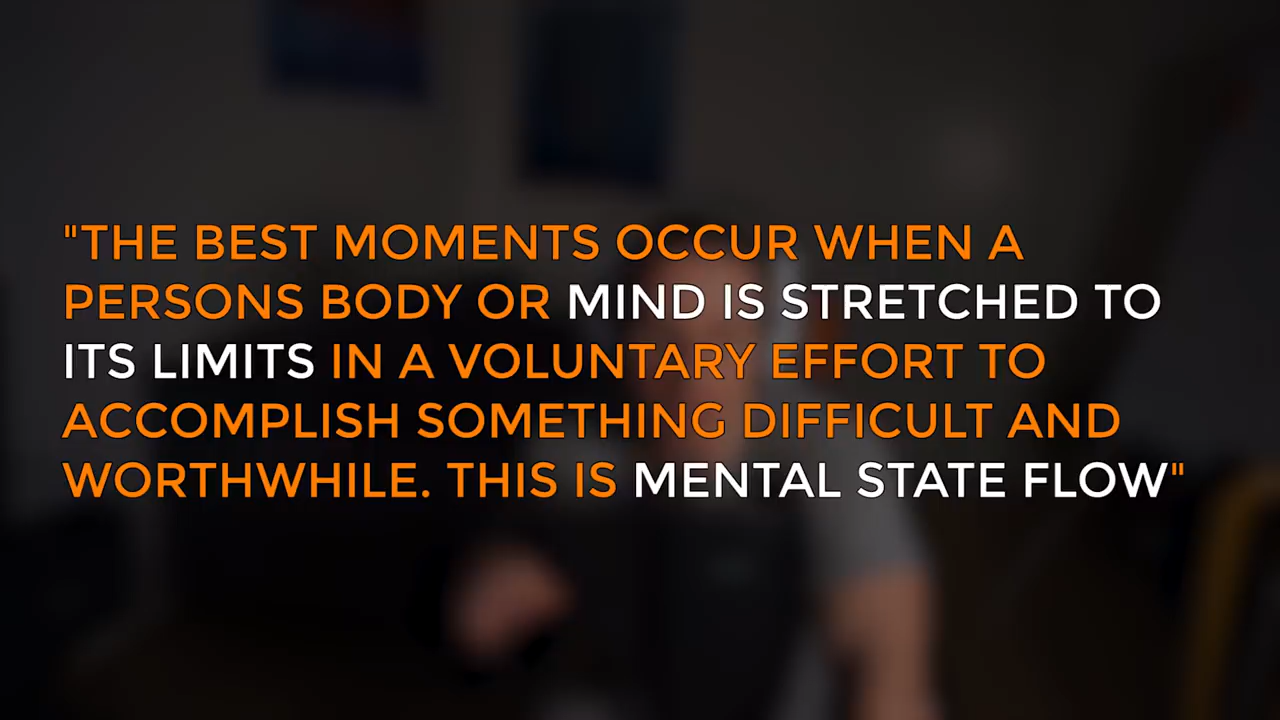 "THE BEST MOMENTS OCCUR WHEN A
PERSONS BODY OR MIND IS STRETCHED TO
ITS LIMITS IN A VOLUNTARY EFFORT TO
ACCOMPLISH SOMETHING DIFFICULT AND
WORTHWHILE. THIS IS MENTAL STATE FLOW"